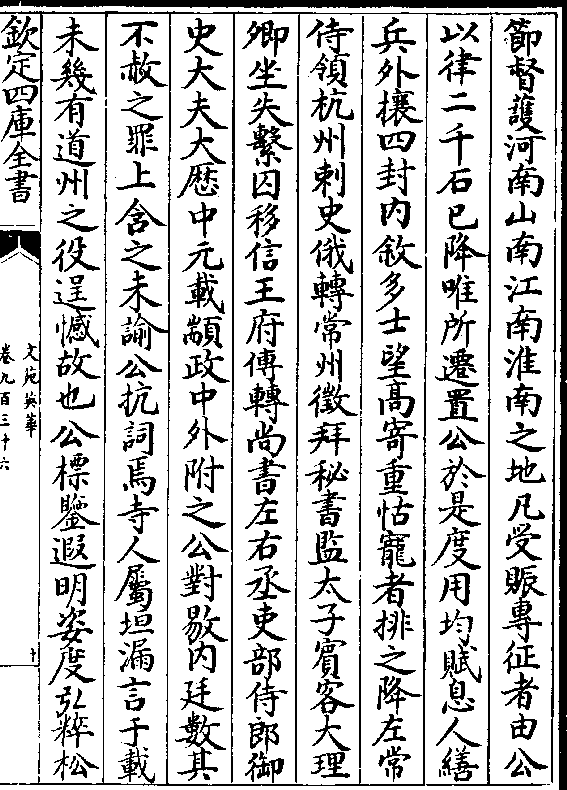 節督護河南山南江南淮南之地凡受賑專征者由公
以律二千石已降唯所遷置公於是度用均賦息人繕
兵外攘四封内敘多士望髙寄重怙寵者排之降左常
侍領杭州刺史俄轉常州徵拜秘書監太子賔客大理
卿坐失繫囚移信王府傅轉尚書左右丞吏部侍郎御
史大夫大厯中元載顓政中外附之公對敭内廷數其
不赦之罪上含之未諭公抗詞焉寺人屬垣漏言于載
未幾有道州之役逞憾故也公標鑒遐明姿度弘粹松
欽定四庫全書
文苑英華
卷九百三十六
十